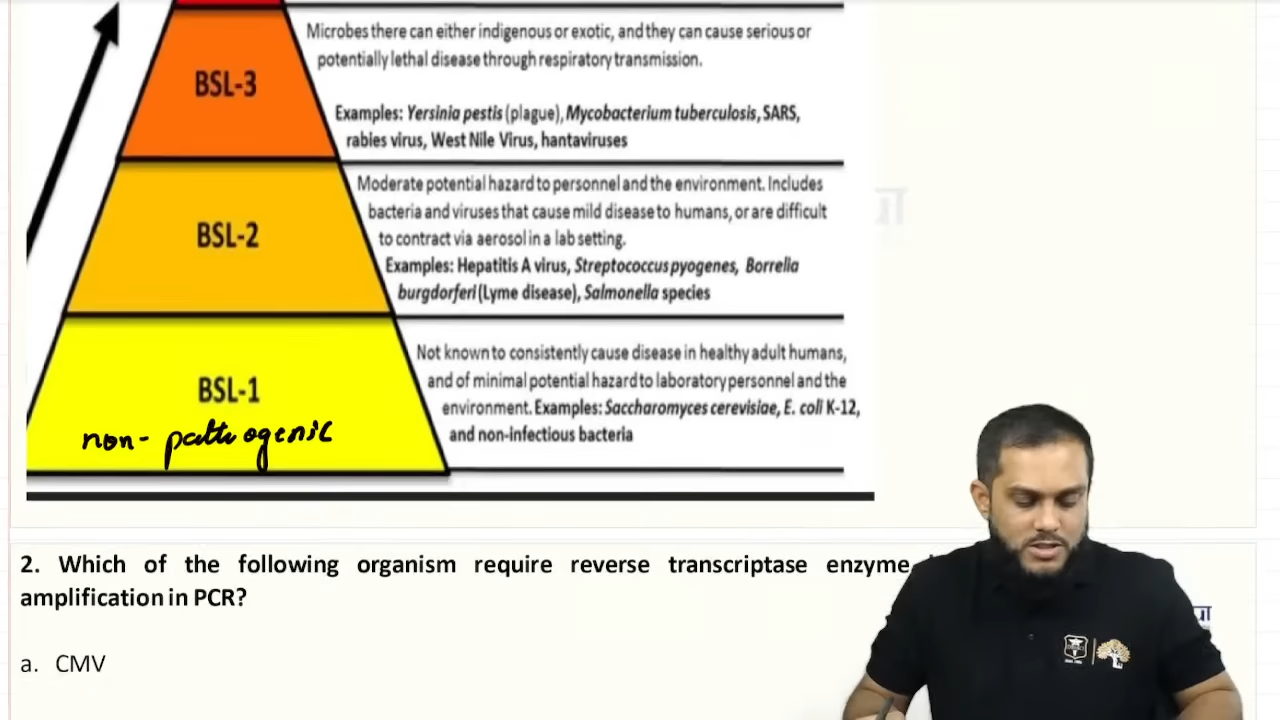 Microbes there can either indigenous or exotic, and they can cause serious or
potentially lethal disease through respiratory transmission.
BSL-3
Examples: Yersinia pestis (plague), Mycobacterium tuberculosis, SARS,
rabies virus, West Nile Virus, hantaviruses
Moderate potential hazard to personnel and the environment. Includes
bacteria and viruses that cause mild disease to humans, or are difficult
to contract via aerosol in a lab setting.
BSL-2
Examples: Hepatitis A virus, Streptococcus pyogenes, Borrelia
burgdorferi (Lyme disease), Salmonella species
Not known to consistently cause disease in healthy adult humans,
and of minimal potential hazard to laboratory personnel and the
environment. Examples: Saccharomyces cerevisiae, E. coli K-12,
and non-infectious bacteria
BSL-1
non-pathogenic
2. Which of the following organism require reverse transcriptase enzyme
amplification in PCR?
a. CMV